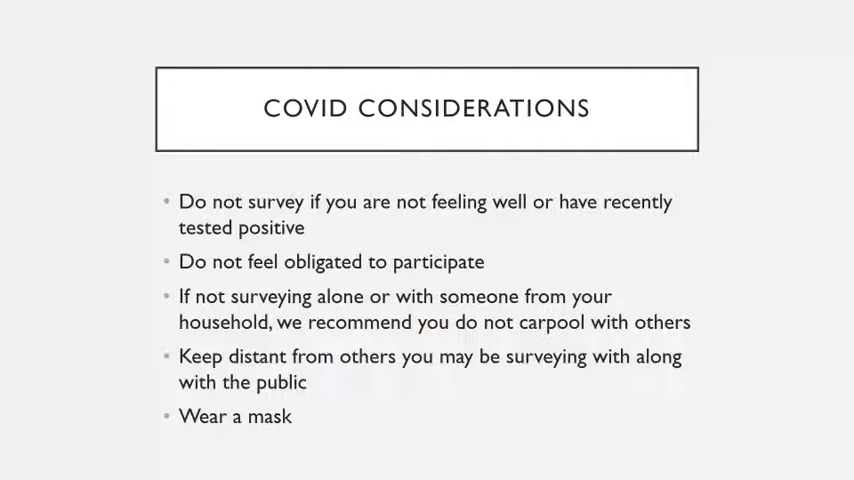 COVID CONSIDERATIONS
• Do not survey if you are not feeling well or have recently
tested positive
• Do not feel obligated to participate
• If not surveying alone or with someone from your
household, we recommend you do not carpool with others
• Keep distant from others you may be surveying with along
with the public
• Wear a mask